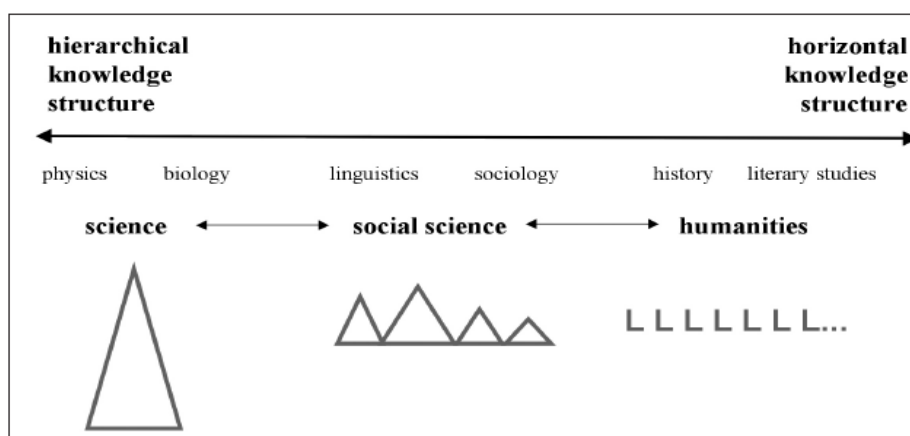 hierarchical
knowledge
structure
horizontal
knowledge
structure
physics biology linguistics sociology history literary studies
science social science humanities
L L L L L L L...